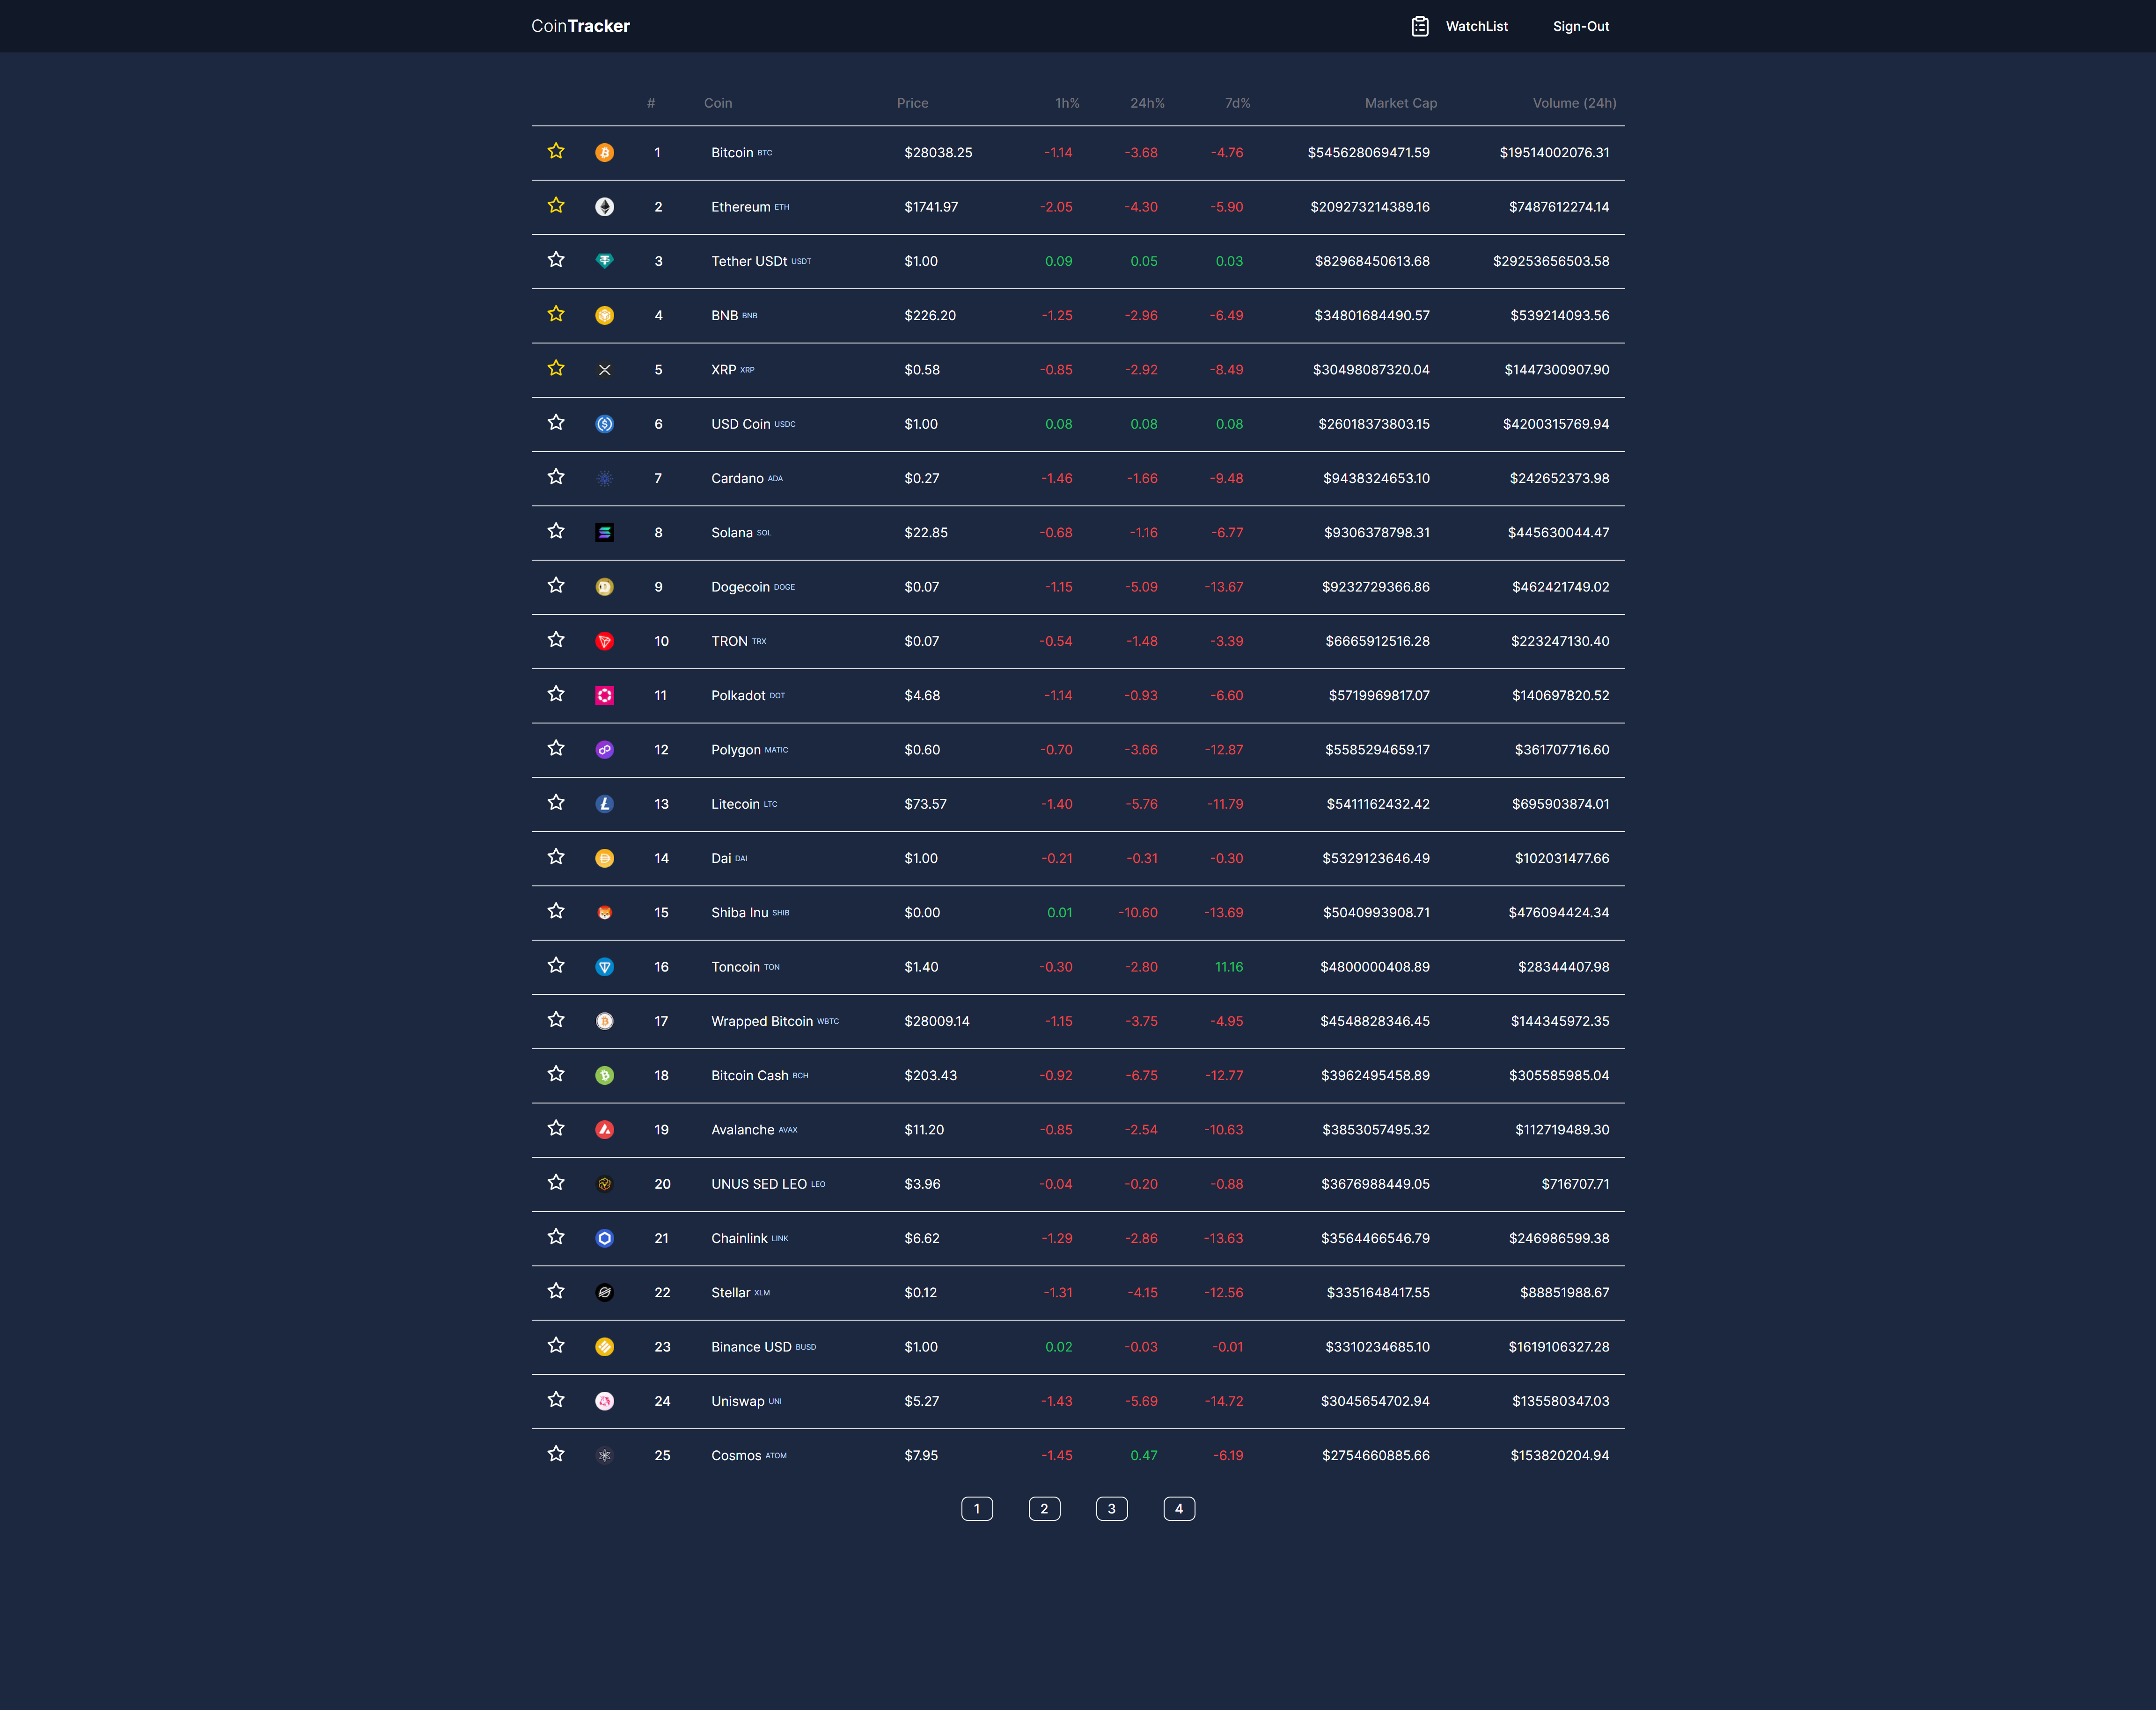 CoinTracker WatchList Sign-Out
# Coin Price 1h% 24h% 7d% Market Cap Volume (24h)
1 Bitcoin BTC $28038.25 -1.14 -3.68 -4.76 $545628069471.59 $19514002076.31
2 Ethereum ETH $1741.97 -2.05 -4.30 -5.90 $209273214389.16 $7487612274.14
3 Tether USDt USDT $1.00 0.09 0.05 0.03 $82968450613.68 $29253656503.58
4 BNB BNB $226.20 -1.25 -2.96 -6.49 $34801684490.57 $539214093.56
5 XRP XRP $0.58 -0.85 -2.92 -8.49 $30498087320.04 $1447300907.90
6 USD Coin USDC $1.00 0.08 0.08 0.08 $26018373803.15 $4200315769.94
7 Cardano ADA $0.27 -1.46 -1.66 -9.48 $9438324653.10 $242652373.98
8 Solana SOL $22.85 -0.68 -1.16 -6.77 $9306378798.31 $445630044.47
9 Dogecoin DOGE $0.07 -1.15 -5.09 -13.67 $9232729366.86 $462421749.02
10 TRON TRX $0.07 -0.54 -1.48 -3.39 $6665912516.28 $223247130.40
11 Polkadot DOT $4.68 -1.14 -0.93 -6.60 $5719969817.07 $140697820.52
12 Polygon MATIC $0.60 -0.70 -3.66 -12.87 $5585294659.17 $361707716.60
13 Litecoin LTC $73.57 -1.40 -5.76 -11.79 $5411162432.42 $695903874.01
14 Dai DAI $1.00 -0.21 -0.31 -0.30 $5329123646.49 $102031477.66
15 Shiba Inu SHIB $0.00 0.01 -10.60 -13.69 $5040993908.71 $476094424.34
16 Toncoin TON $1.40 -0.30 -2.80 11.16 $4800000408.89 $28344407.98
17 Wrapped Bitcoin WBTC $28009.14 -1.15 -3.75 -4.95 $4548828346.45 $144345972.35
18 Bitcoin Cash BCH $203.43 -0.92 -6.75 -12.77 $3962495458.89 $305585985.04
19 Avalanche AVAX $11.20 -0.85 -2.54 -10.63 $3853057495.32 $112719489.30
20 UNUS SED LEO LEO $3.96 -0.04 -0.20 -0.88 $3676988449.05 $716707.71
21 Chainlink LINK $6.62 -1.29 -2.86 -13.63 $3564466546.79 $246986599.38
22 Stellar XLM $0.12 -1.31 -4.15 -12.56 $3351648417.55 $88851988.67
23 Binance USD BUSD $1.00 0.02 -0.03 -0.01 $3310234685.10 $1619106327.28
24 Uniswap UNI $5.27 -1.43 -5.69 -14.72 $3045654702.94 $135580347.03
25 Cosmos ATOM $7.95 -1.45 0.47 -6.19 $2754660885.66 $153820204.94
1 2 3 4